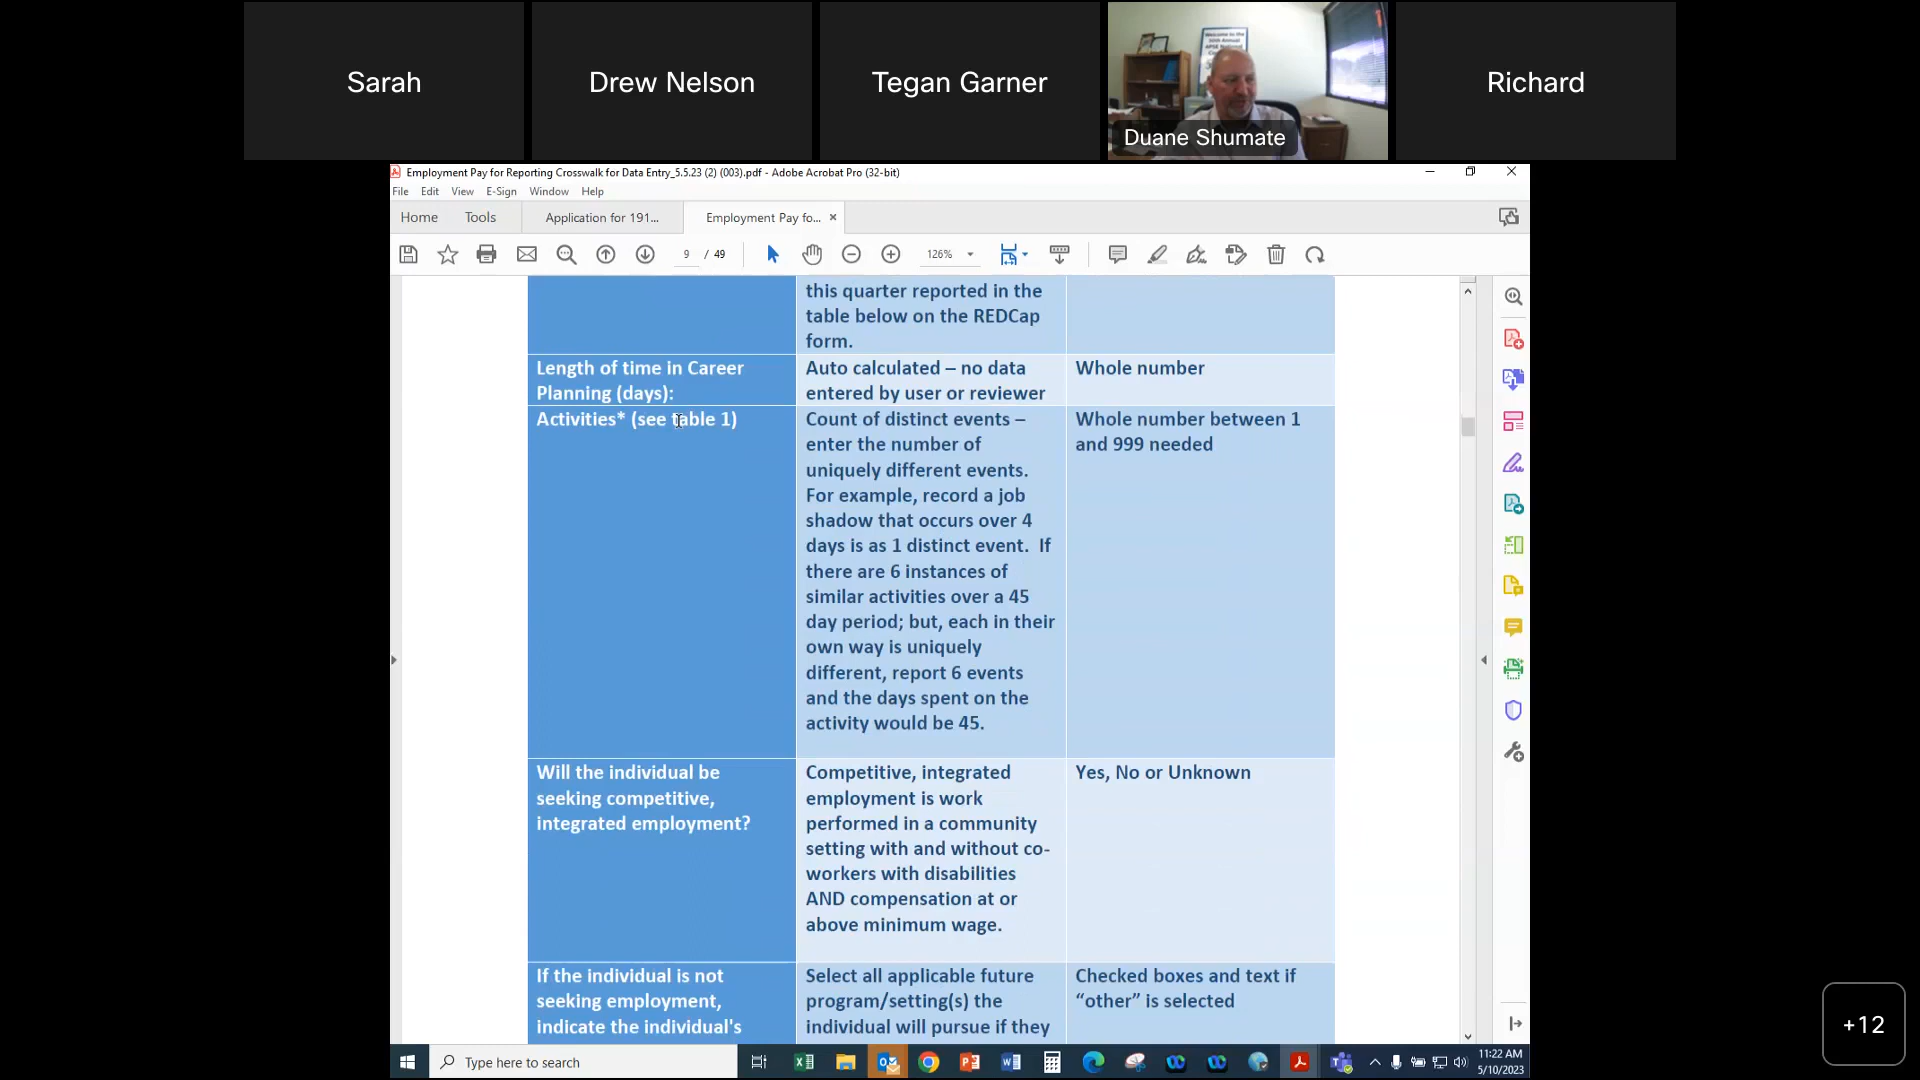 Sarah
Drew Nelson
Tegan Garner
Duane Shumate
Richard
Welcome to the
APSE National
Employment Pay for Reporting Crosswalk for Data Entry_5.5.23 (2) (003).pdf - Adobe Acrobat Pro (32-bit)
File Edit View E-Sign Window Help
Home Tools Application for 191... Employment Pay fo... ×
9 / 49 126%
this quarter reported in the
table below on the REDCap
form.
Length of time in Career
Planning (days):
Auto calculated – no data
entered by user or reviewer
Whole number
Activities* (see table 1)
Count of distinct events –
enter the number of
uniquely different events.
For example, record a job
shadow that occurs over 4
days is as 1 distinct event. If
there are 6 instances of
similar activities over a 45
day period; but, each in their
own way is uniquely
different, report 6 events
and the days spent on the
activity would be 45.
Whole number between 1
and 999 needed
Will the individual be
seeking competitive,
integrated employment?
Competitive, integrated
employment is work
performed in a community
setting with and without co-
workers with disabilities
AND compensation at or
above minimum wage.
Yes, No or Unknown
If the individual is not
seeking employment,
indicate the individual's
Select all applicable future
program/setting(s) the
individual will pursue if they
Checked boxes and text if
“other” is selected
+12
Type here to search
11:22 AM
5/10/2023